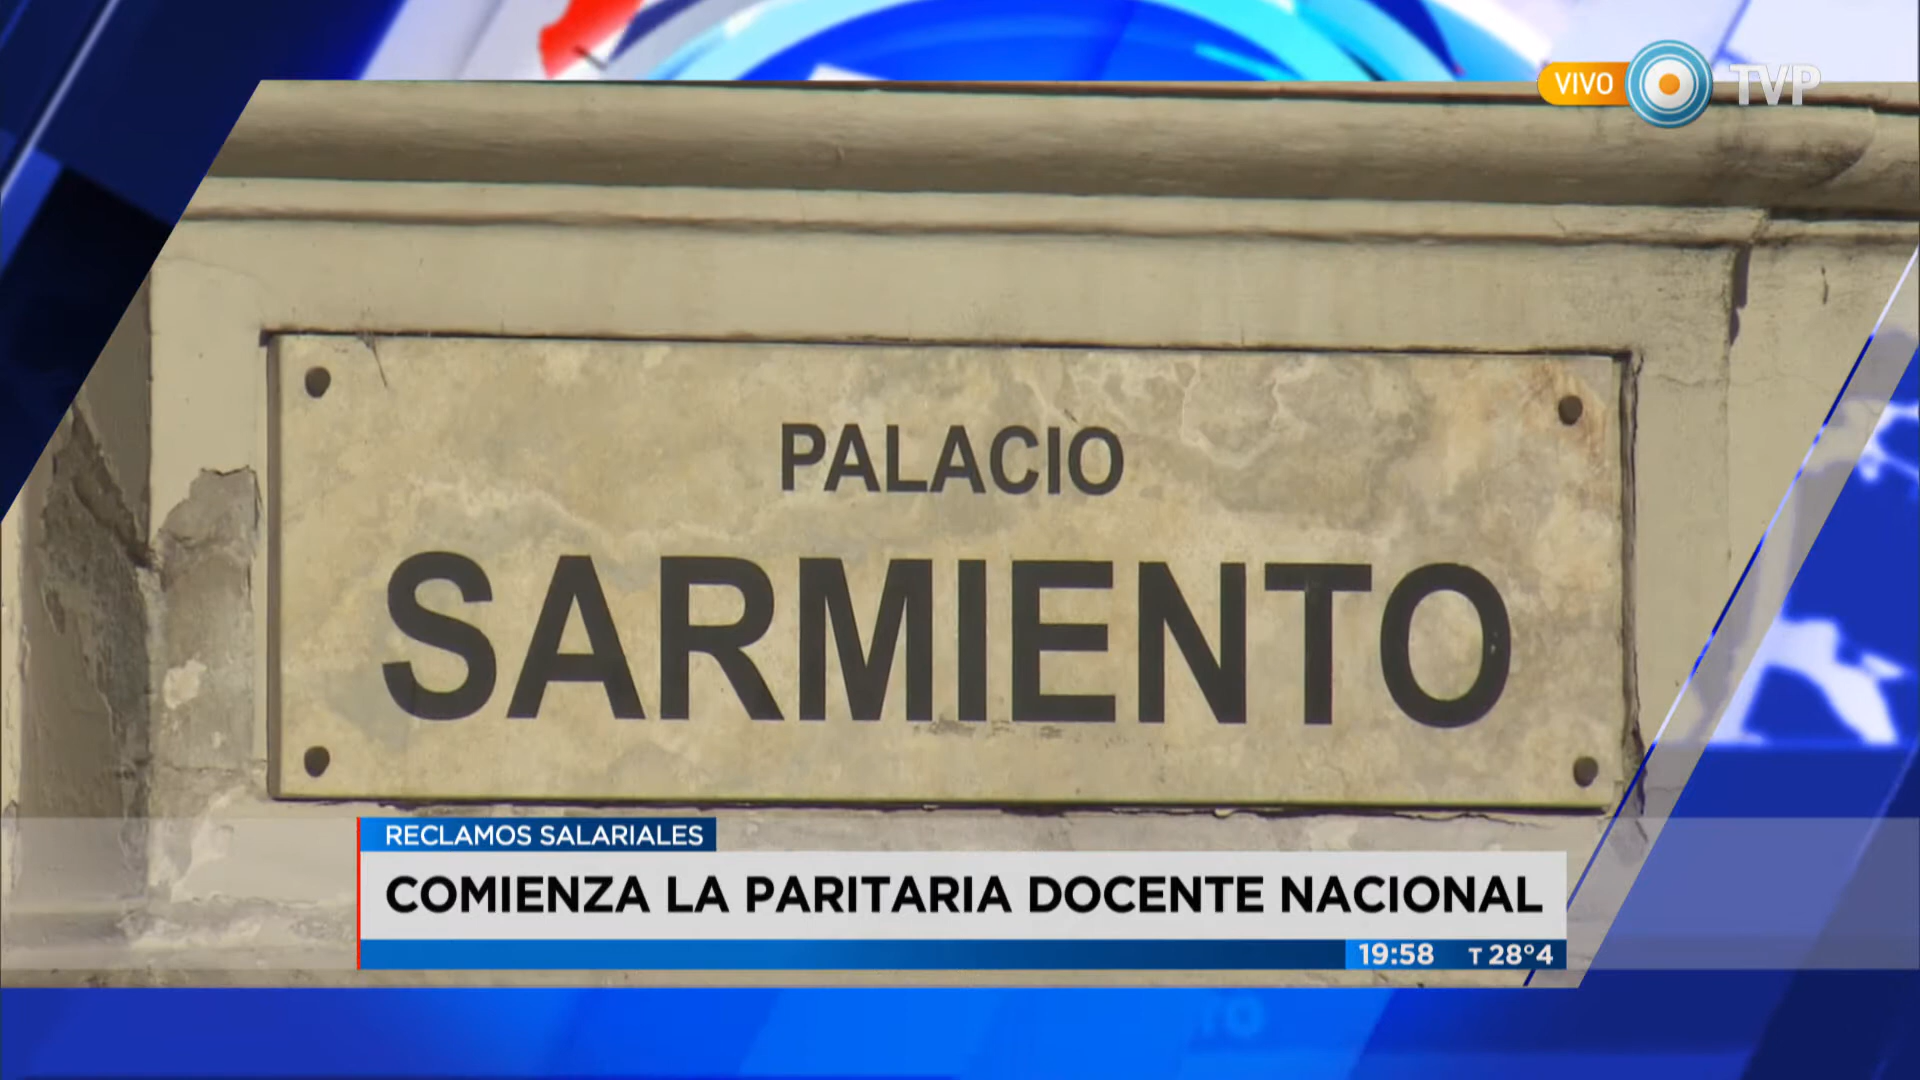 VIVO TVP
PALACIO
SARMIENTO
RECLAMOS SALARIALES
COMIENZA LA PARITARIA DOCENTE NACIONAL
19:58 T 28°4